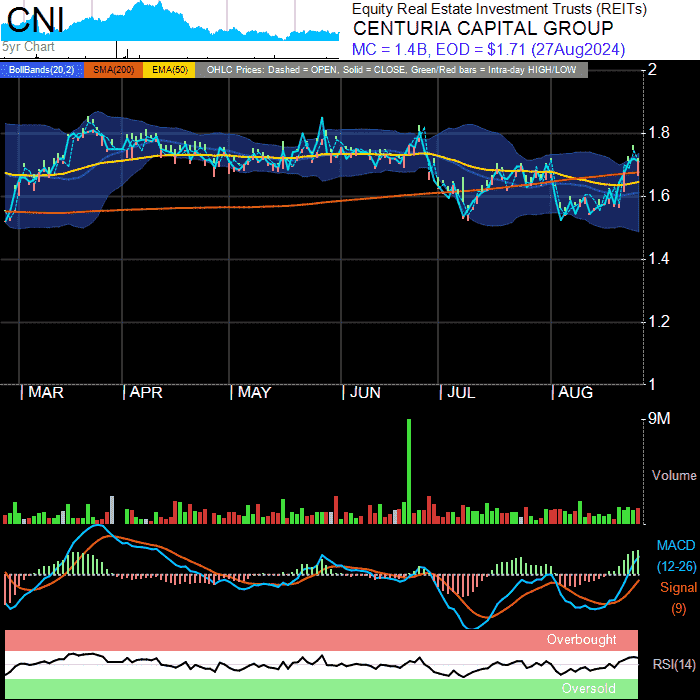 CNI
5yr Chart
Equity Real Estate Investment Trusts (REITs)
CENTURIA CAPITAL GROUP
MC = 1.4B, EOD = $1.71 (27Aug2024)
BollBands(20,2) SMA(200) EMA(50) OHLC Prices: Dashed = OPEN, Solid = CLOSE, Green/Red bars = Intra-day HIGH/LOW
2
1.8
1.6
1.4
1.2
1
MAR APR MAY JUN JUL AUG
9M
Volume
MACD
(12-26)
Signal
(9)
Overbought
RSI(14)
Oversold